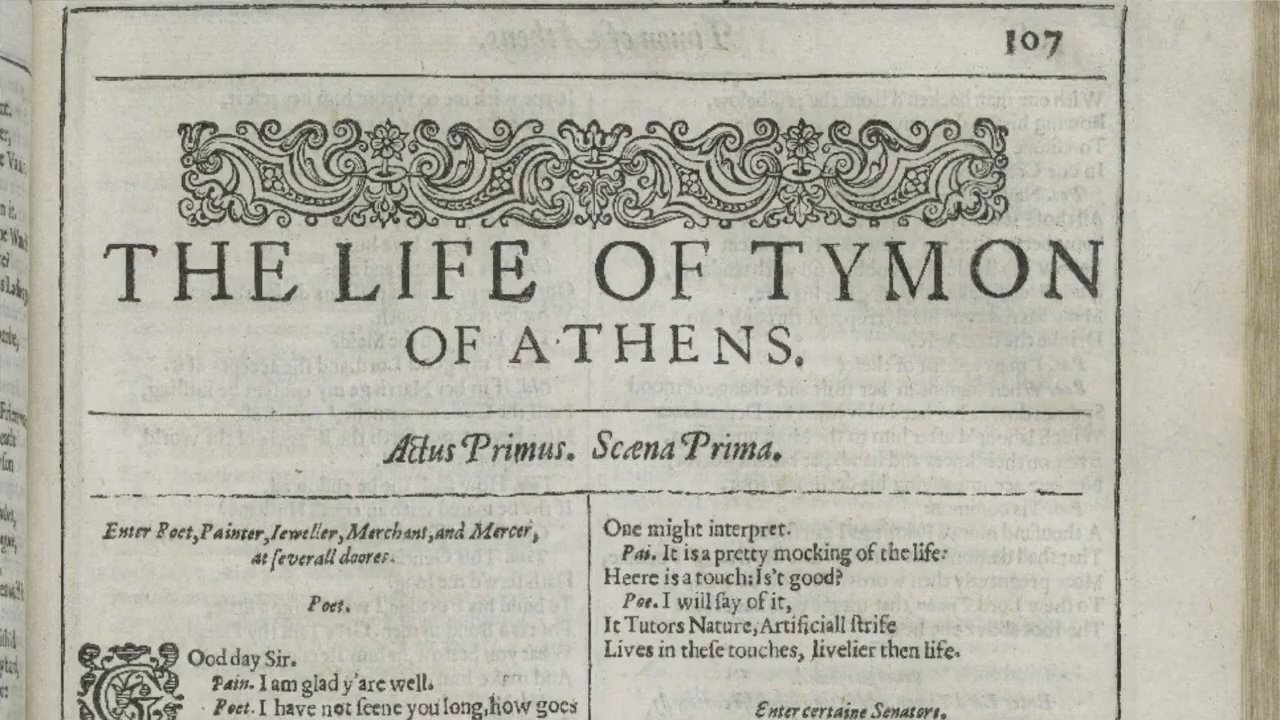 107
THE LIFE OF TYMON
OF ATHENS.
Actus Primus. Scæna Prima.
Enter Poet, Painter, Ieweller, Merchant, and Mercer,
at seuerall doores.
Poet.
Good day Sir.
Pain. I am glad y'are well.
Poet. I haue not seene you long, how goes
One might interpret.
Pai. It is a pretty mocking of the life:
Heere is a touch: Is't good?
Poe. I will say of it,
It Tutors Nature, Artificiall strife
Liues in these touches, liuelier then life.
Enter certaine Senators.